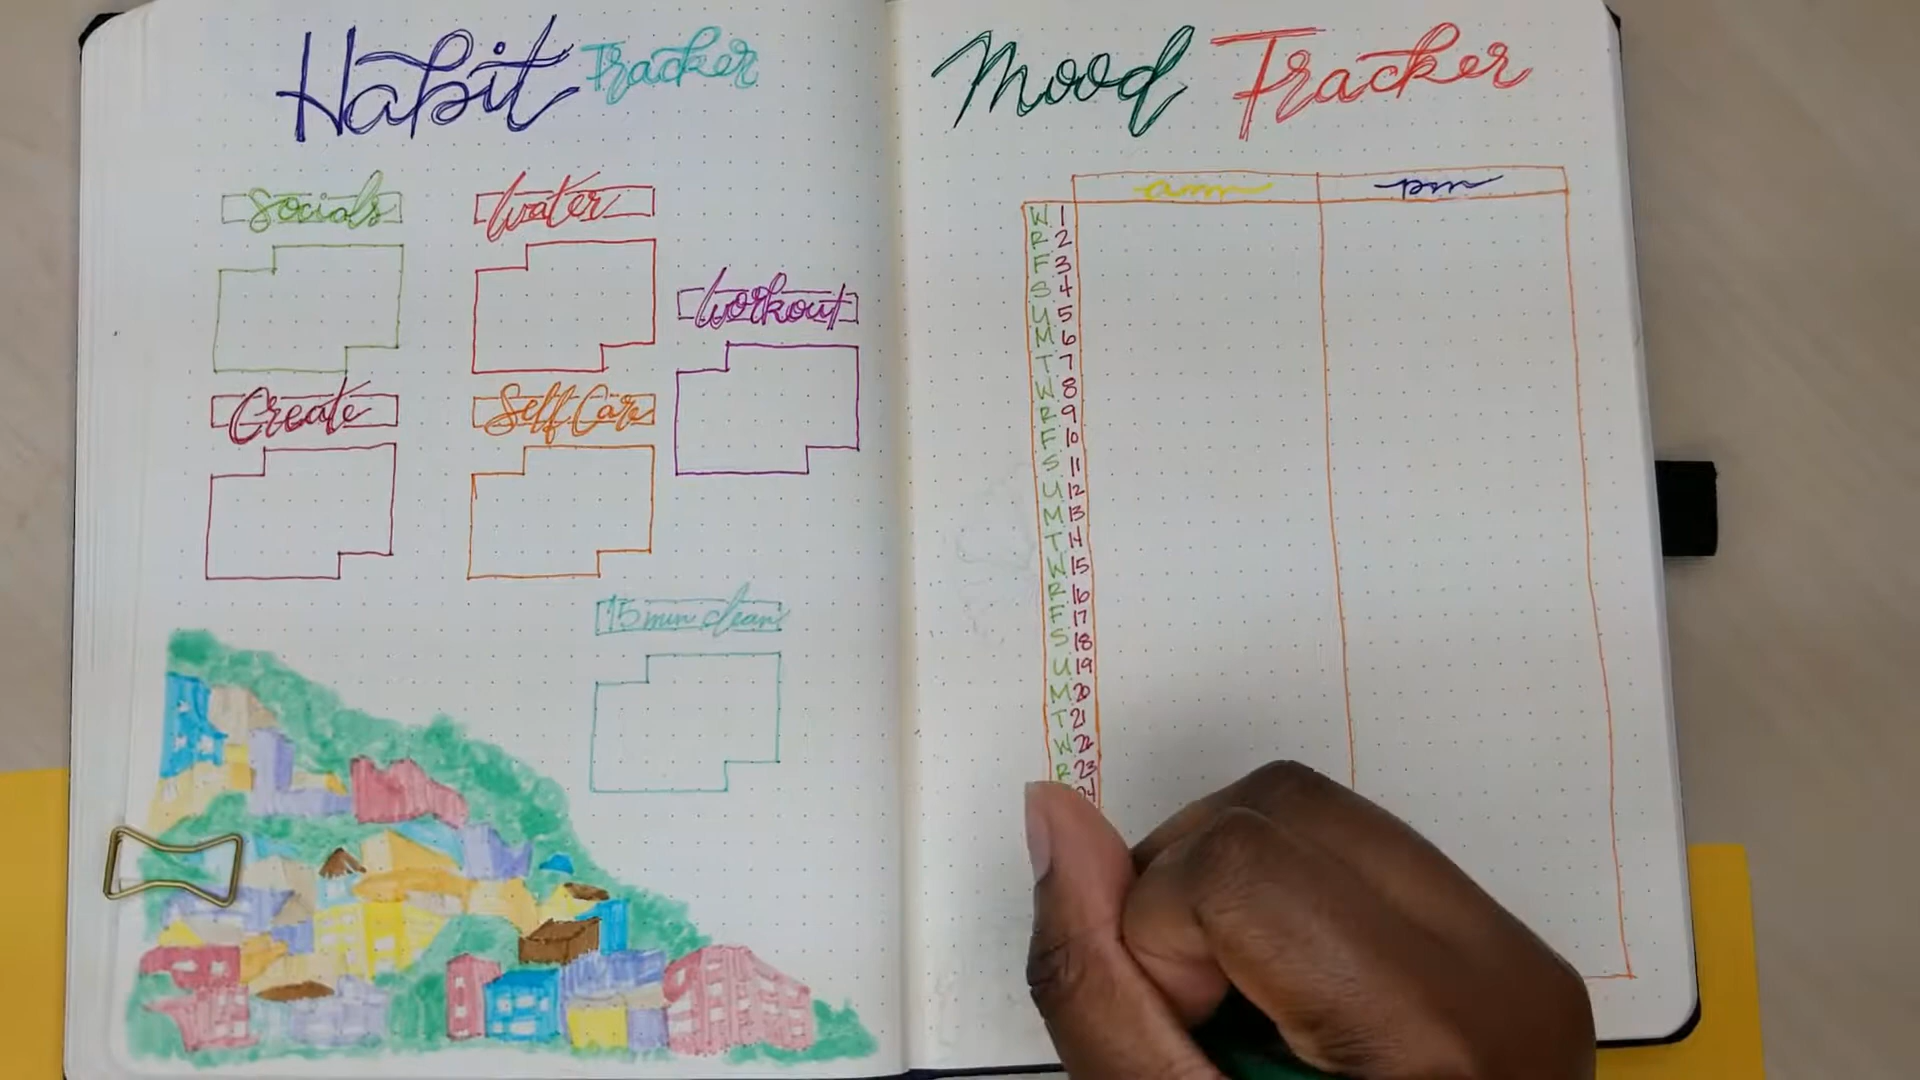 Habit Tracker
Socials
Water
Workout
Create
Self Care
15 min clean
Mood Tracker
am pm
W 1
R 2
F 3
S 4
U 5
M 6
T 7
W 8
R 9
F 10
S 11
U 12
M 13
T 14
W 15
R 16
F 17
S 18
U 19
M 20
T 21
W 22
R 23
24